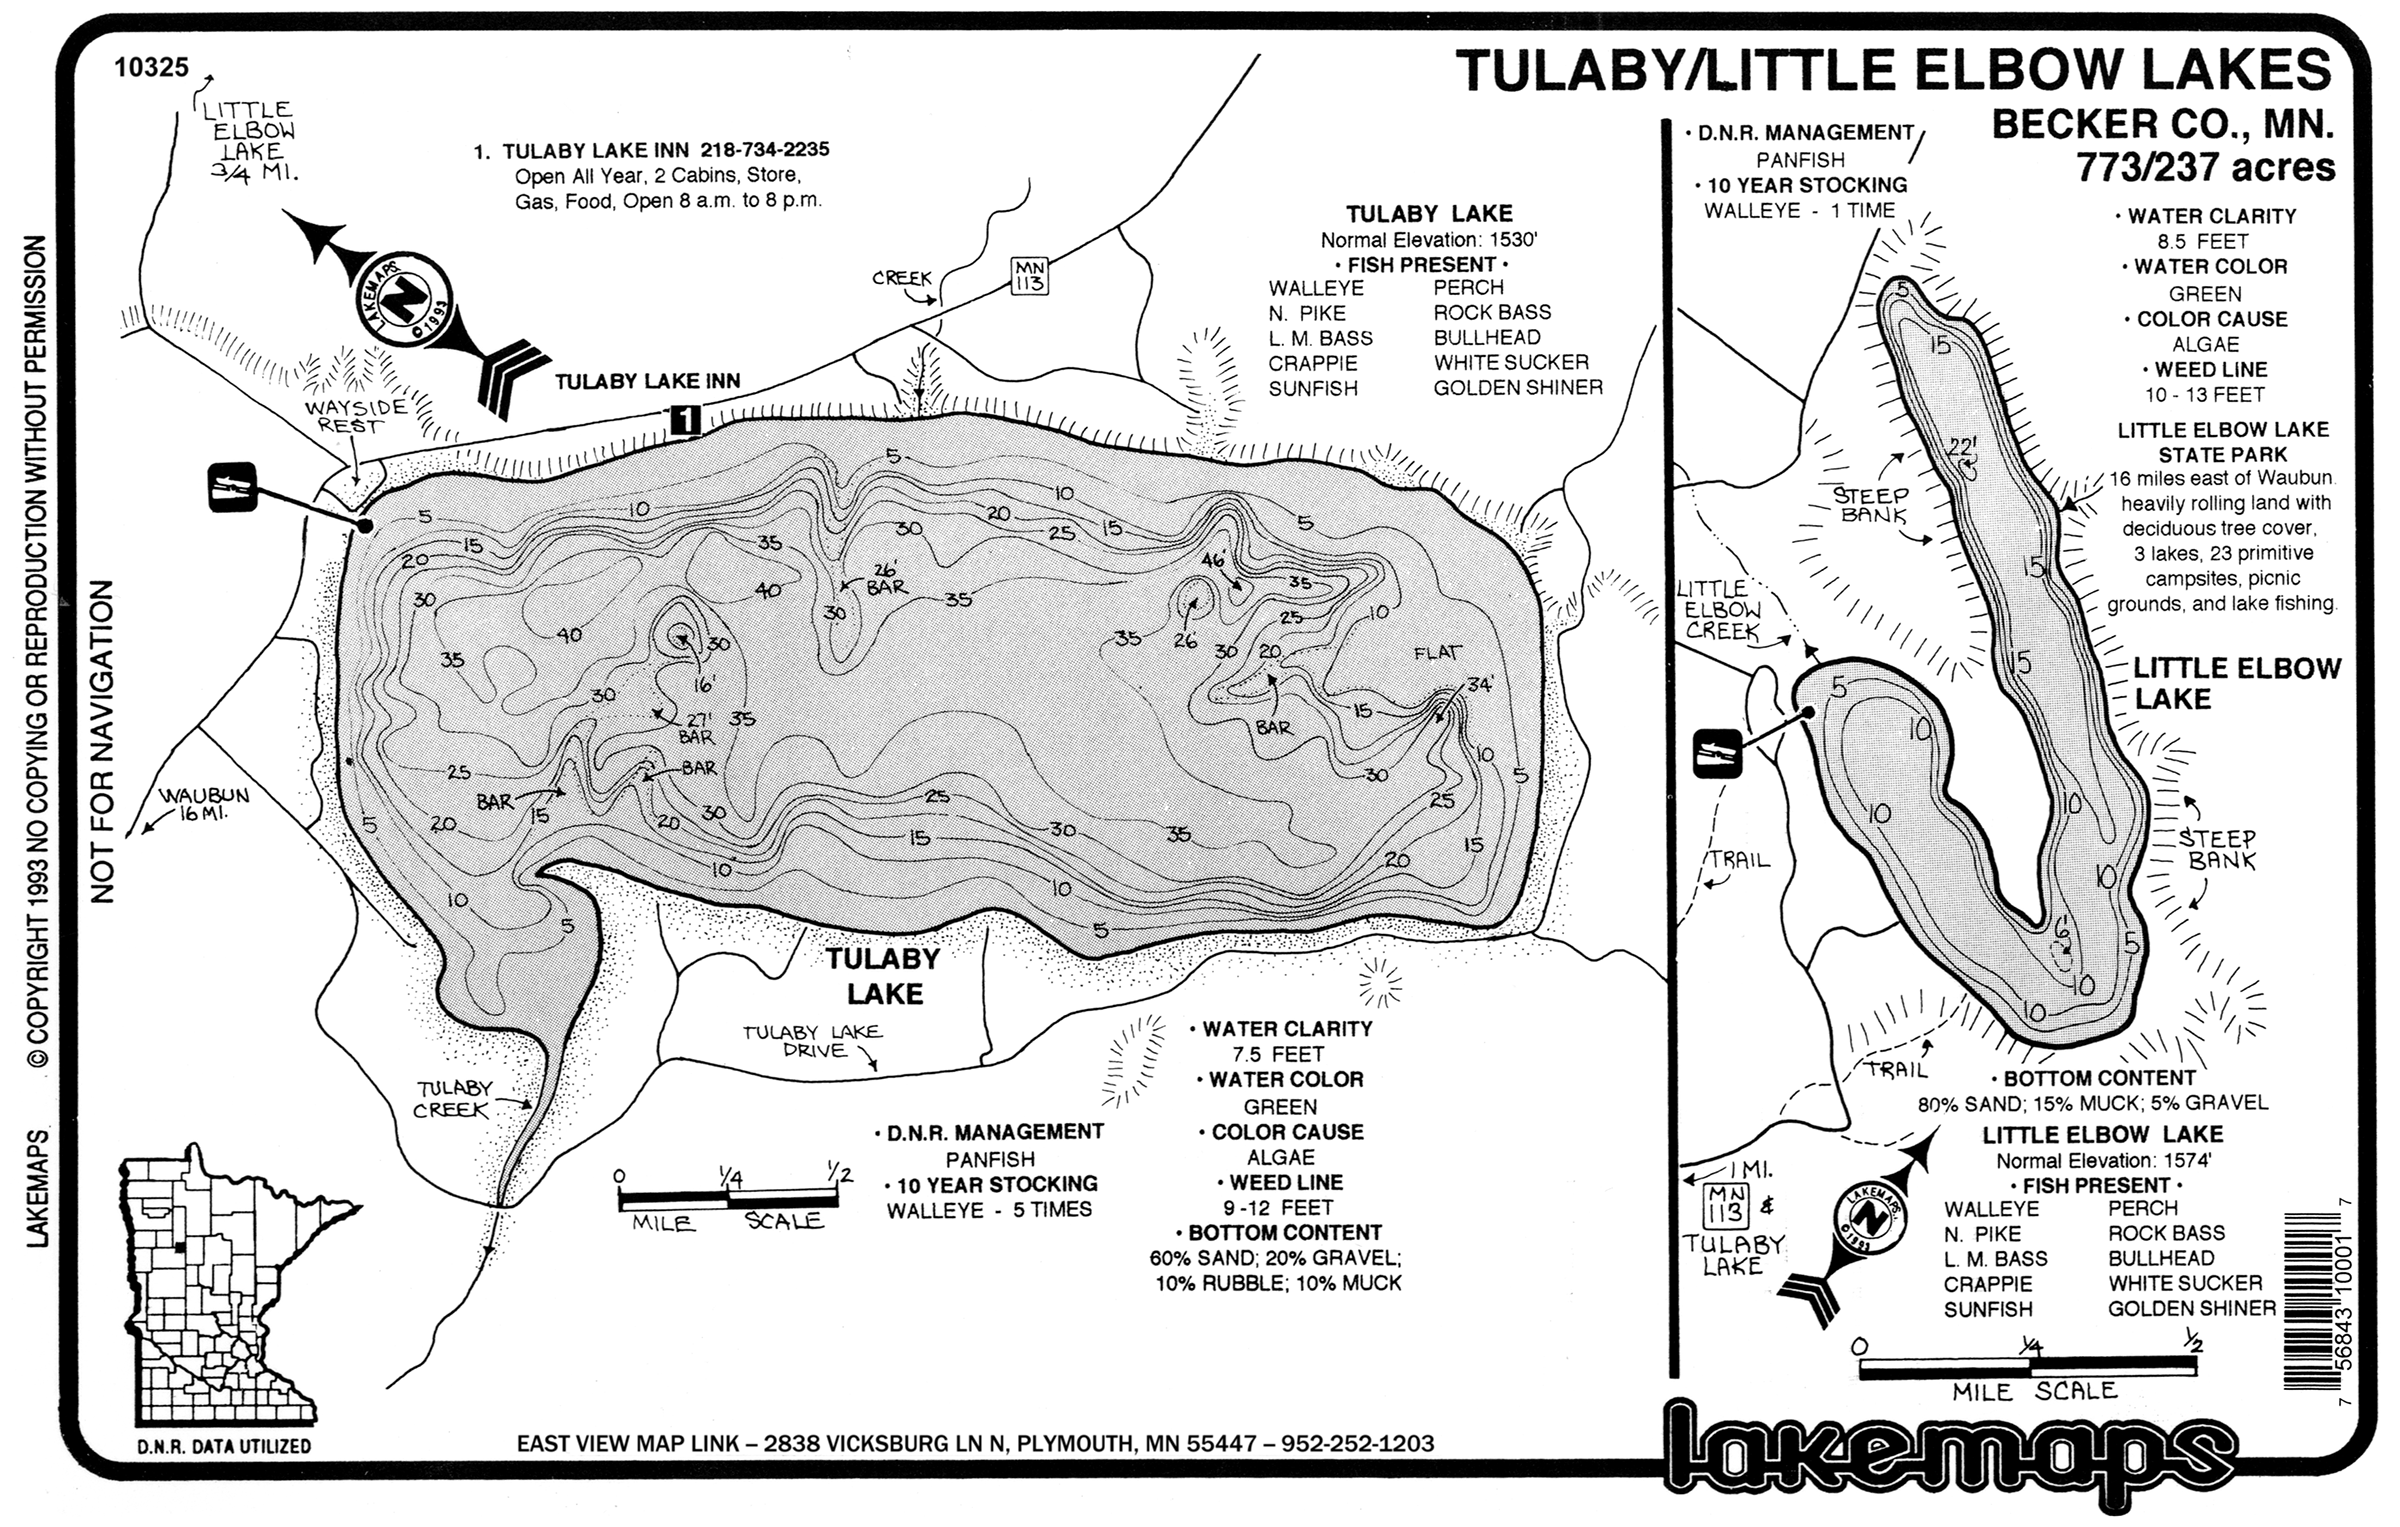 10325
TULABY/LITTLE ELBOW LAKES
BECKER CO., MN.
773/237 acres
LITTLE
ELBOW
LAKE
3/4 MI.
1. TULABY LAKE INN 218-734-2235
Open All Year, 2 Cabins, Store,
Gas, Food, Open 8 a.m. to 8 p.m.
LAKEMAPS
N
©1993
TULABY LAKE INN
1
CREEK
MN
113
WAYSIDE
REST
TULABY LAKE
Normal Elevation: 1530'
• FISH PRESENT •
WALLEYE PERCH
N. PIKE ROCK BASS
L. M. BASS BULLHEAD
CRAPPIE WHITE SUCKER
SUNFISH GOLDEN SHINER
5
10
5
10
20
15
5
15
20
25
30
35
40
26'
BAR
30
35
40
35
30
30
16'
30
27'
BAR
35
BAR
BAR
25
20
15
5
20
30
25
15
10
30
35
10
5
10
5
46'
35
25
10
26'
35
30
20
FLAT
34'
BAR
15
10
30
25
5
15
20
WAUBUN
16 MI.
TULABY
LAKE
TULABY LAKE
DRIVE
TULABY
CREEK
• D.N.R. MANAGEMENT
PANFISH
• 10 YEAR STOCKING
WALLEYE - 5 TIMES
0 1/4 1/2
MILE SCALE
• WATER CLARITY
7.5 FEET
• WATER COLOR
GREEN
• COLOR CAUSE
ALGAE
• WEED LINE
9 -12 FEET
• BOTTOM CONTENT
60% SAND; 20% GRAVEL;
10% RUBBLE; 10% MUCK
D.N.R. DATA UTILIZED
EAST VIEW MAP LINK – 2838 VICKSBURG LN N, PLYMOUTH, MN 55447 – 952-252-1203
LAKEMAPS © COPYRIGHT 1993 NO COPYING OR REPRODUCTION WITHOUT PERMISSION
NOT FOR NAVIGATION
• D.N.R. MANAGEMENT
PANFISH
• 10 YEAR STOCKING
WALLEYE - 1 TIME
• WATER CLARITY
8.5 FEET
• WATER COLOR
GREEN
• COLOR CAUSE
ALGAE
• WEED LINE
10 - 13 FEET
LITTLE ELBOW LAKE
STATE PARK
16 miles east of Waubun.
heavily rolling land with
deciduous tree cover,
3 lakes, 23 primitive
campsites, picnic
grounds, and lake fishing.
5
15
22'
STEEP
BANK
15
LITTLE
ELBOW
CREEK
15
LITTLE ELBOW
LAKE
5
10
10
10
STEEP
BANK
10
TRAIL
6'
5
10
10
TRAIL
• BOTTOM CONTENT
80% SAND; 15% MUCK; 5% GRAVEL
LITTLE ELBOW LAKE
Normal Elevation: 1574'
• FISH PRESENT •
WALLEYE PERCH
N. PIKE ROCK BASS
L. M. BASS BULLHEAD
CRAPPIE WHITE SUCKER
SUNFISH GOLDEN SHINER
1 MI.
MN
113 &
TULABY
LAKE
LAKEMAPS
N
©1993
0 1/4 1/2
MILE SCALE
7 56843 10001 7
lakemaps